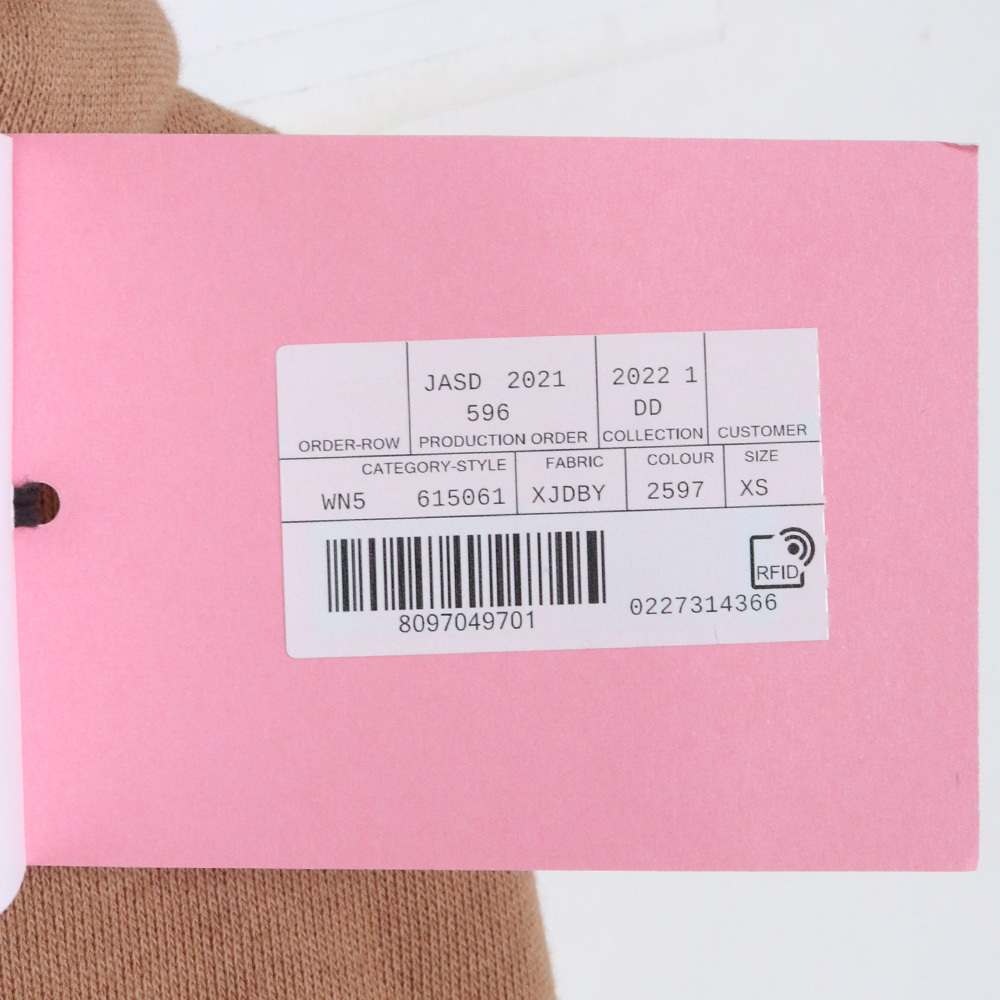 JASD 2021 2022 1
596 DD
ORDER-ROW PRODUCTION ORDER COLLECTION CUSTOMER
CATEGORY-STYLE FABRIC COLOUR SIZE
WN5 615061 XJDBY 2597 XS
RFID
8097049701 0227314366